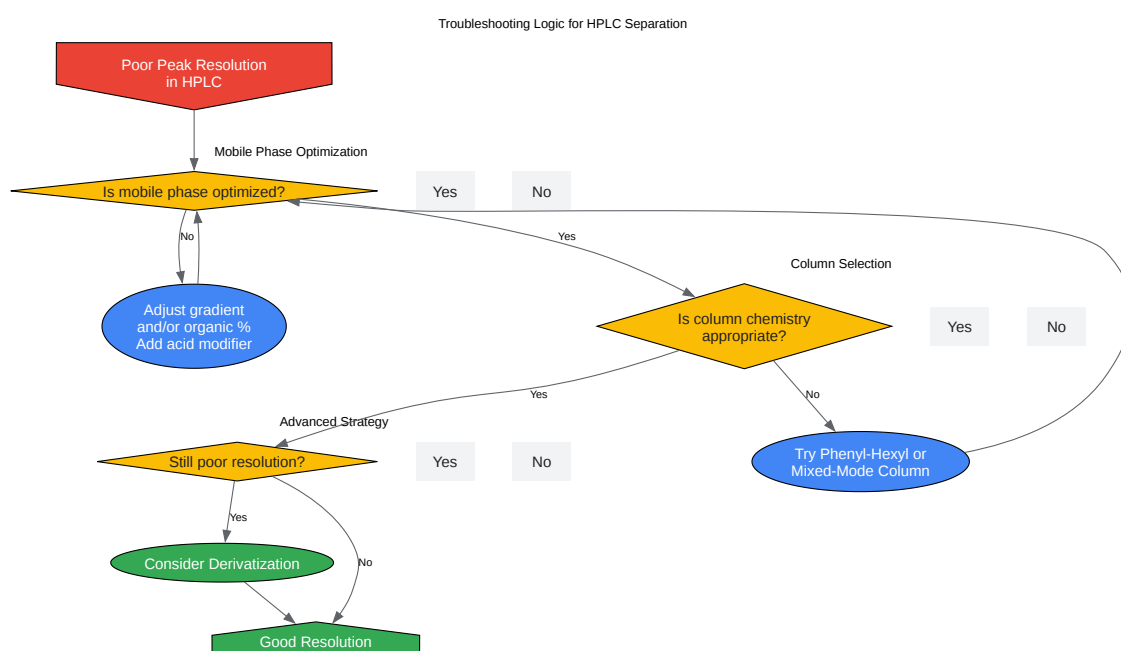 Troubleshooting Logic for HPLC Separation
Poor Peak Resolution
in HPLC
Mobile Phase Optimization
Is mobile phase optimized?
Yes
No
No
Yes
Column Selection
Adjust gradient
and/or organic %
Add acid modifier
Is column chemistry
appropriate?
Yes
No
Yes
No
Advanced Strategy
Still poor resolution?
Yes
No
Try Phenyl-Hexyl or
Mixed-Mode Column
Yes
No
Consider Derivatization
Good Resolution